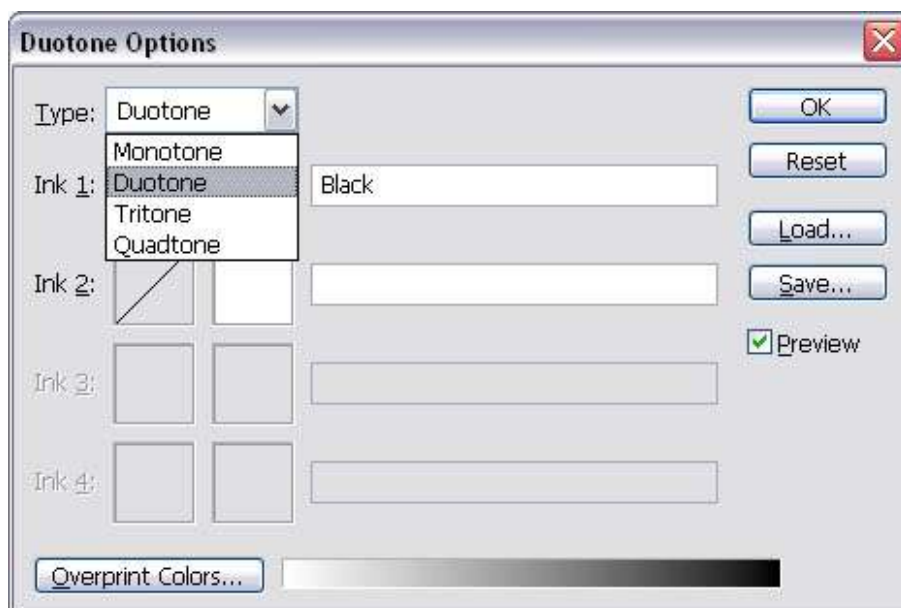 Duotone Options
Type: Duotone
Monotone
Duotone
Tritone
Quadtone
Ink 1: Black
Ink 2:
Ink 3:
Ink 4:
OK
Reset
Load...
Save...
Preview
Overprint Colors...